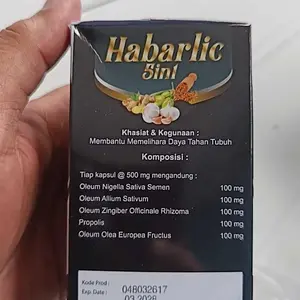 Habarlic
5in1
Khasiat & Kegunaan :
Membantu Memelihara Daya Tahan Tubuh
Komposisi :
Tiap kapsul @ 500 mg mengandung :
Oleum Nigella Sativa Semen 100 mg
Oleum Allium Sativum 100 mg
Oleum Zingiber Officinale Rhizoma 100 mg
Propolis 100 mg
Oleum Olea Europea Fructus 100 mg
Kode Prod : 048032617
Exp. Date : 03 2028